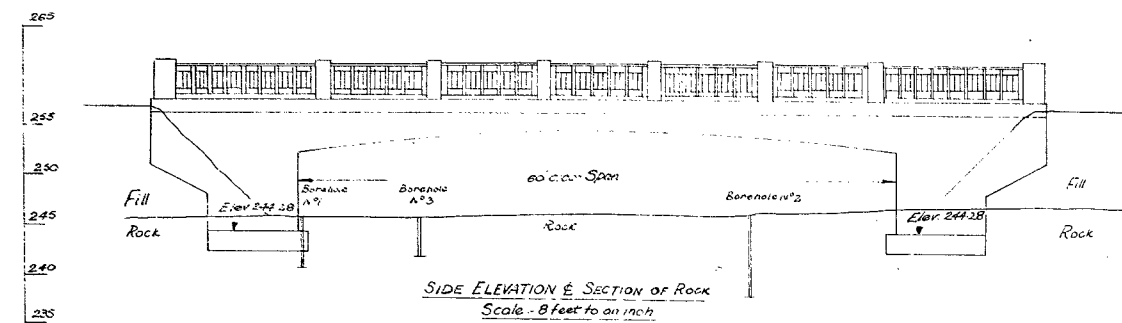 265
255
250
245
240
235
Fill
Rock
Elev. 244.28
Borehole
Nº1
Borehole
Nº3
Span
Rock
Borehole Nº2
Elev. 244.28
Fill
Rock
SIDE ELEVATION & SECTION OF ROCK
Scale - 8 feet to an inch